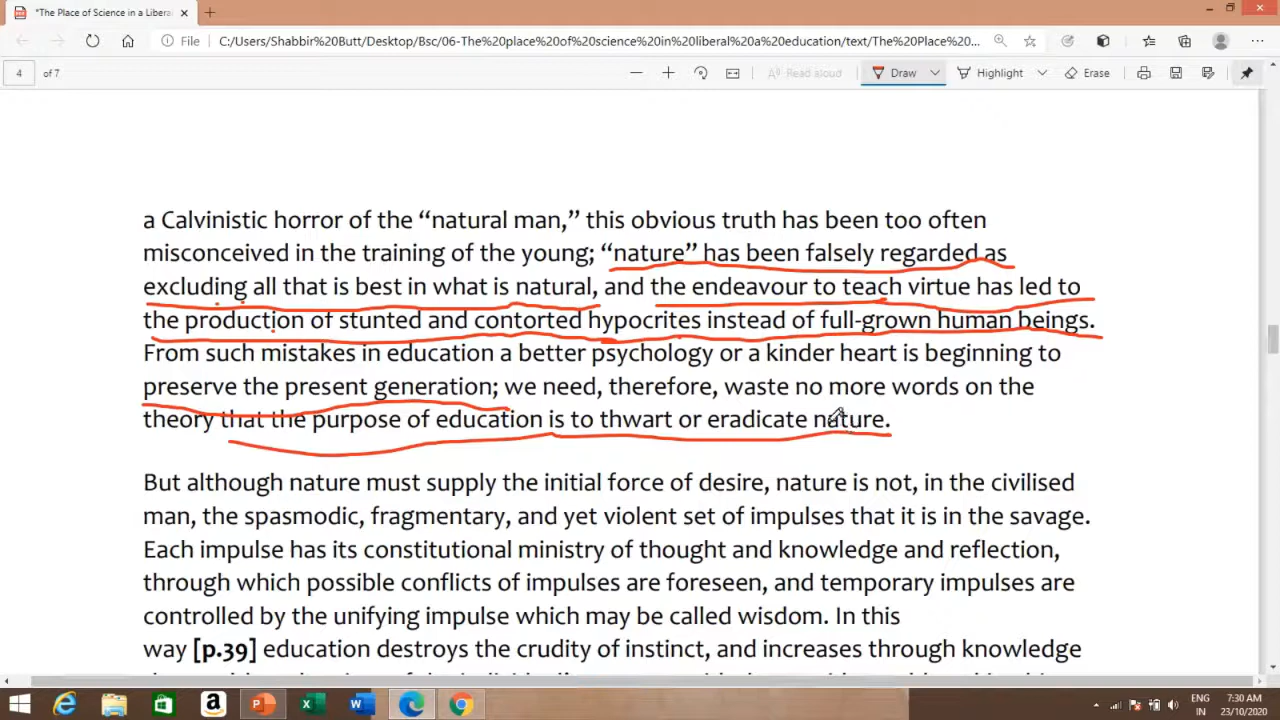 "The Place of Science in a Libera
File
C:/Users/Shabbir%20Butt/Desktop/Bsc/06-The%20place%20of%20science%20in%20liberal%20a%20education/text/The%20Place%20...
4 of 7
Read aloud
Draw
Highlight
Erase
a Calvinistic horror of the “natural man,” this obvious truth has been too often
misconceived in the training of the young; “nature” has been falsely regarded as
excluding all that is best in what is natural, and the endeavour to teach virtue has led to
the production of stunted and contorted hypocrites instead of full-grown human beings.
From such mistakes in education a better psychology or a kinder heart is beginning to
preserve the present generation; we need, therefore, waste no more words on the
theory that the purpose of education is to thwart or eradicate nature.
But although nature must supply the initial force of desire, nature is not, in the civilised
man, the spasmodic, fragmentary, and yet violent set of impulses that it is in the savage.
Each impulse has its constitutional ministry of thought and knowledge and reflection,
through which possible conflicts of impulses are foreseen, and temporary impulses are
controlled by the unifying impulse which may be called wisdom. In this
way [p.39] education destroys the crudity of instinct, and increases through knowledge
ENG
IN
7:30 AM
23/10/2020